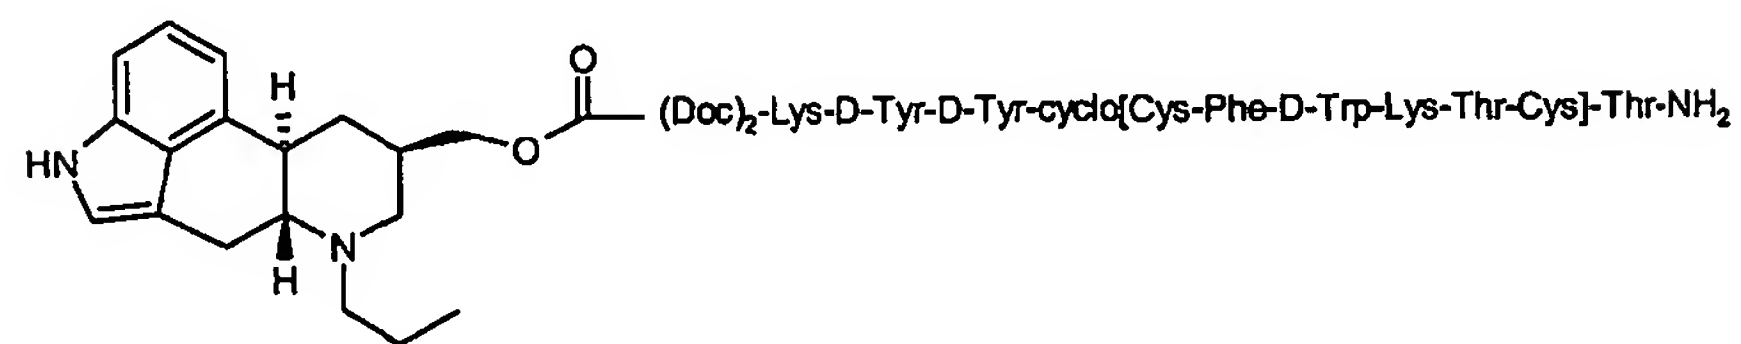 O
H
(Doc)2-Lys-D-Tyr-D-Tyr-cyclo[Cys-Phe-D-Trp-Lys-Thr-Cys]-Thr-NH2
HN
O
N
H